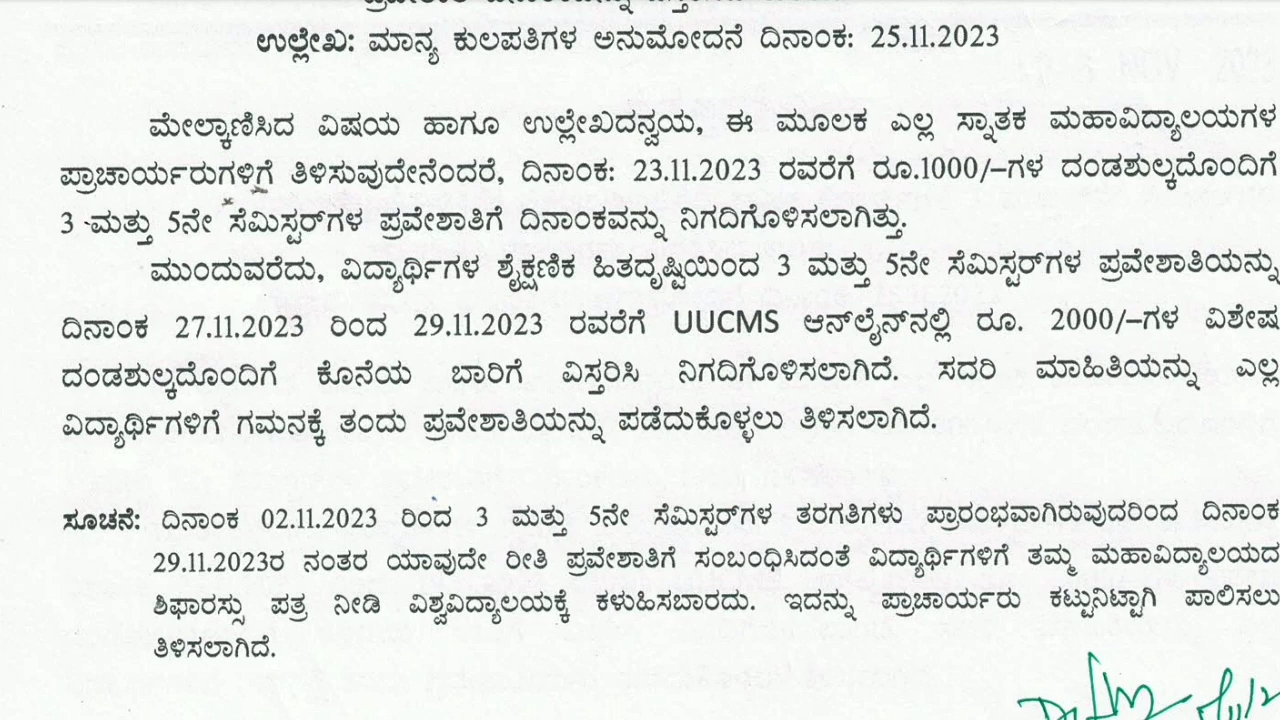 ಉಲ್ಲೇಖ: ಮಾನ್ಯ ಕುಲಪತಿಗಳ ಅನುಮೋದನೆ ದಿನಾಂಕ: 25.11.2023
ಮೇಲ್ಕಾಣಿಸಿದ ವಿಷಯ ಹಾಗೂ ಉಲ್ಲೇಖದನ್ವಯ, ಈ ಮೂಲಕ ಎಲ್ಲ ಸ್ನಾತಕ ಮಹಾವಿದ್ಯಾಲಯಗಳ
ಪ್ರಾಚಾರ್ಯರುಗಳಿಗೆ ತಿಳಿಸುವುದೇನೆಂದರೆ, ದಿನಾಂಕ: 23.11.2023 ರವರೆಗೆ ರೂ.1000/–ಗಳ ದಂಡಶುಲ್ಕದೊಂದಿಗೆ
3 ಮತ್ತು 5ನೇ ಸೆಮಿಸ್ಟರ್‌ಗಳ ಪ್ರವೇಶಾತಿಗೆ ದಿನಾಂಕವನ್ನು ನಿಗದಿಗೊಳಿಸಲಾಗಿತ್ತು.
ಮುಂದುವರೆದು, ವಿದ್ಯಾರ್ಥಿಗಳ ಶೈಕ್ಷಣಿಕ ಹಿತದೃಷ್ಟಿಯಿಂದ 3 ಮತ್ತು 5ನೇ ಸೆಮಿಸ್ಟರ್‌ಗಳ ಪ್ರವೇಶಾತಿಯನ್ನು
ದಿನಾಂಕ 27.11.2023 ರಿಂದ 29.11.2023 ರವರೆಗೆ UUCMS ಆನ್‌ಲೈನ್‌ನಲ್ಲಿ ರೂ. 2000/–ಗಳ ವಿಶೇಷ
ದಂಡಶುಲ್ಕದೊಂದಿಗೆ ಕೊನೆಯ ಬಾರಿಗೆ ವಿಸ್ತರಿಸಿ ನಿಗದಿಗೊಳಿಸಲಾಗಿದೆ. ಸದರಿ ಮಾಹಿತಿಯನ್ನು ಎಲ್ಲ
ವಿದ್ಯಾರ್ಥಿಗಳಿಗೆ ಗಮನಕ್ಕೆ ತಂದು ಪ್ರವೇಶಾತಿಯನ್ನು ಪಡೆದುಕೊಳ್ಳಲು ತಿಳಿಸಲಾಗಿದೆ.
ಸೂಚನೆ: ದಿನಾಂಕ 02.11.2023 ರಿಂದ 3 ಮತ್ತು 5ನೇ ಸೆಮಿಸ್ಟರ್‌ಗಳ ತರಗತಿಗಳು ಪ್ರಾರಂಭವಾಗಿರುವುದರಿಂದ ದಿನಾಂಕ
29.11.2023ರ ನಂತರ ಯಾವುದೇ ರೀತಿ ಪ್ರವೇಶಾತಿಗೆ ಸಂಬಂಧಿಸಿದಂತೆ ವಿದ್ಯಾರ್ಥಿಗಳಿಗೆ ತಮ್ಮ ಮಹಾವಿದ್ಯಾಲಯದ
ಶಿಫಾರಸ್ಸು ಪತ್ರ ನೀಡಿ ವಿಶ್ವವಿದ್ಯಾಲಯಕ್ಕೆ ಕಳುಹಿಸಬಾರದು. ಇದನ್ನು ಪ್ರಾಚಾರ್ಯರು ಕಟ್ಟುನಿಟ್ಟಾಗಿ ಪಾಲಿಸಲು
ತಿಳಿಸಲಾಗಿದೆ.